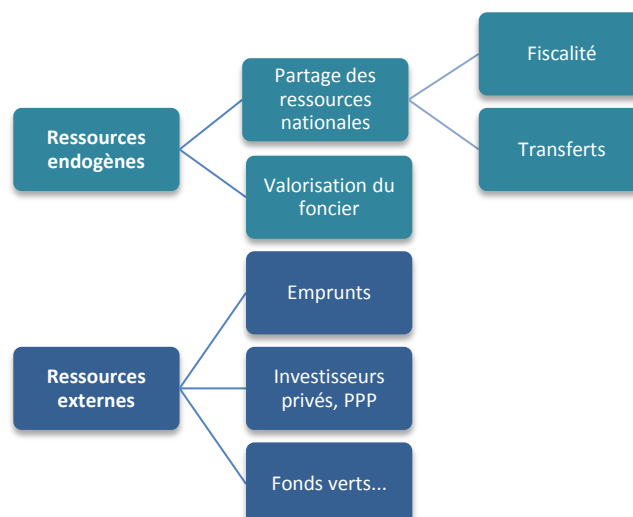 Ressources
endogènes
Partage des
ressources
nationales
Fiscalité
Transferts
Valorisation du
foncier
Ressources
externes
Emprunts
Investisseurs
privés, PPP
Fonds verts...